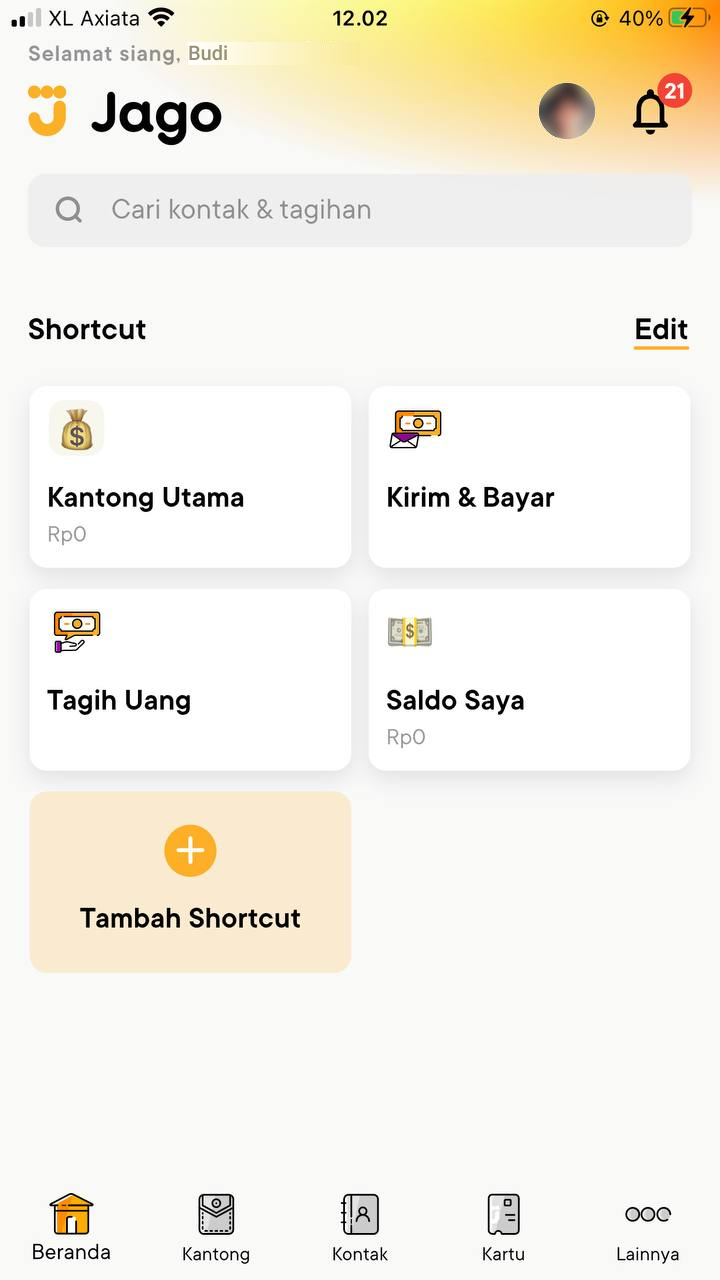 XL Axiata 12.02 40%
Selamat siang, Budi
Jago
21
Cari kontak & tagihan
Shortcut Edit
Kantong Utama
Rp0
Kirim & Bayar
Tagih Uang
Saldo Saya
Rp0
Tambah Shortcut
Beranda Kantong Kontak Kartu Lainnya